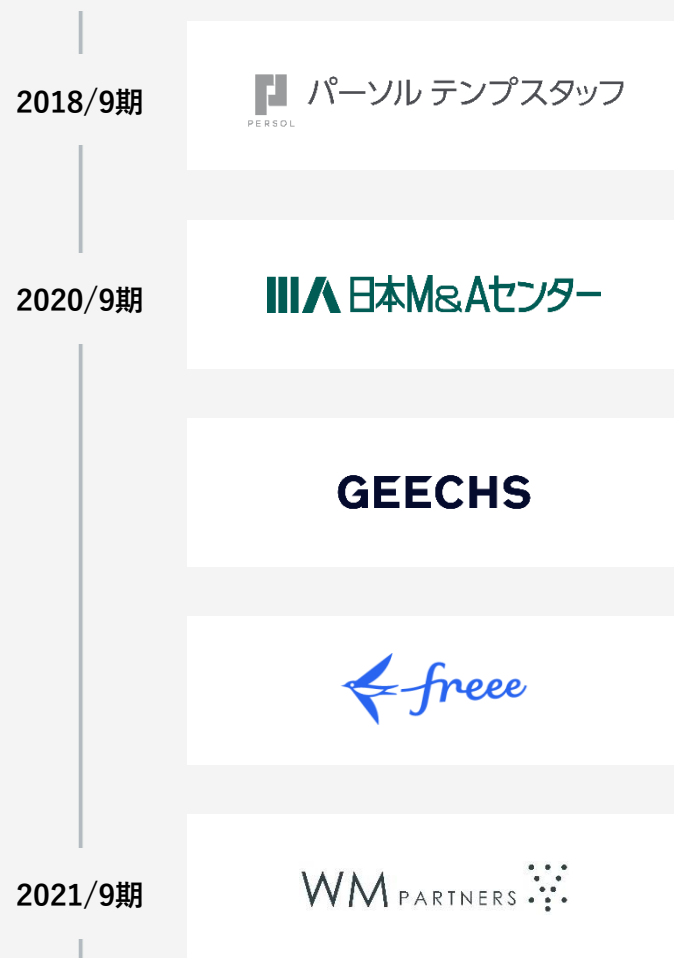 2018/9期
PERSOL
パーソル テンプスタッフ
2020/9期
日本M&Aセンター
GEECHS
freee
2021/9期
WM PARTNERS